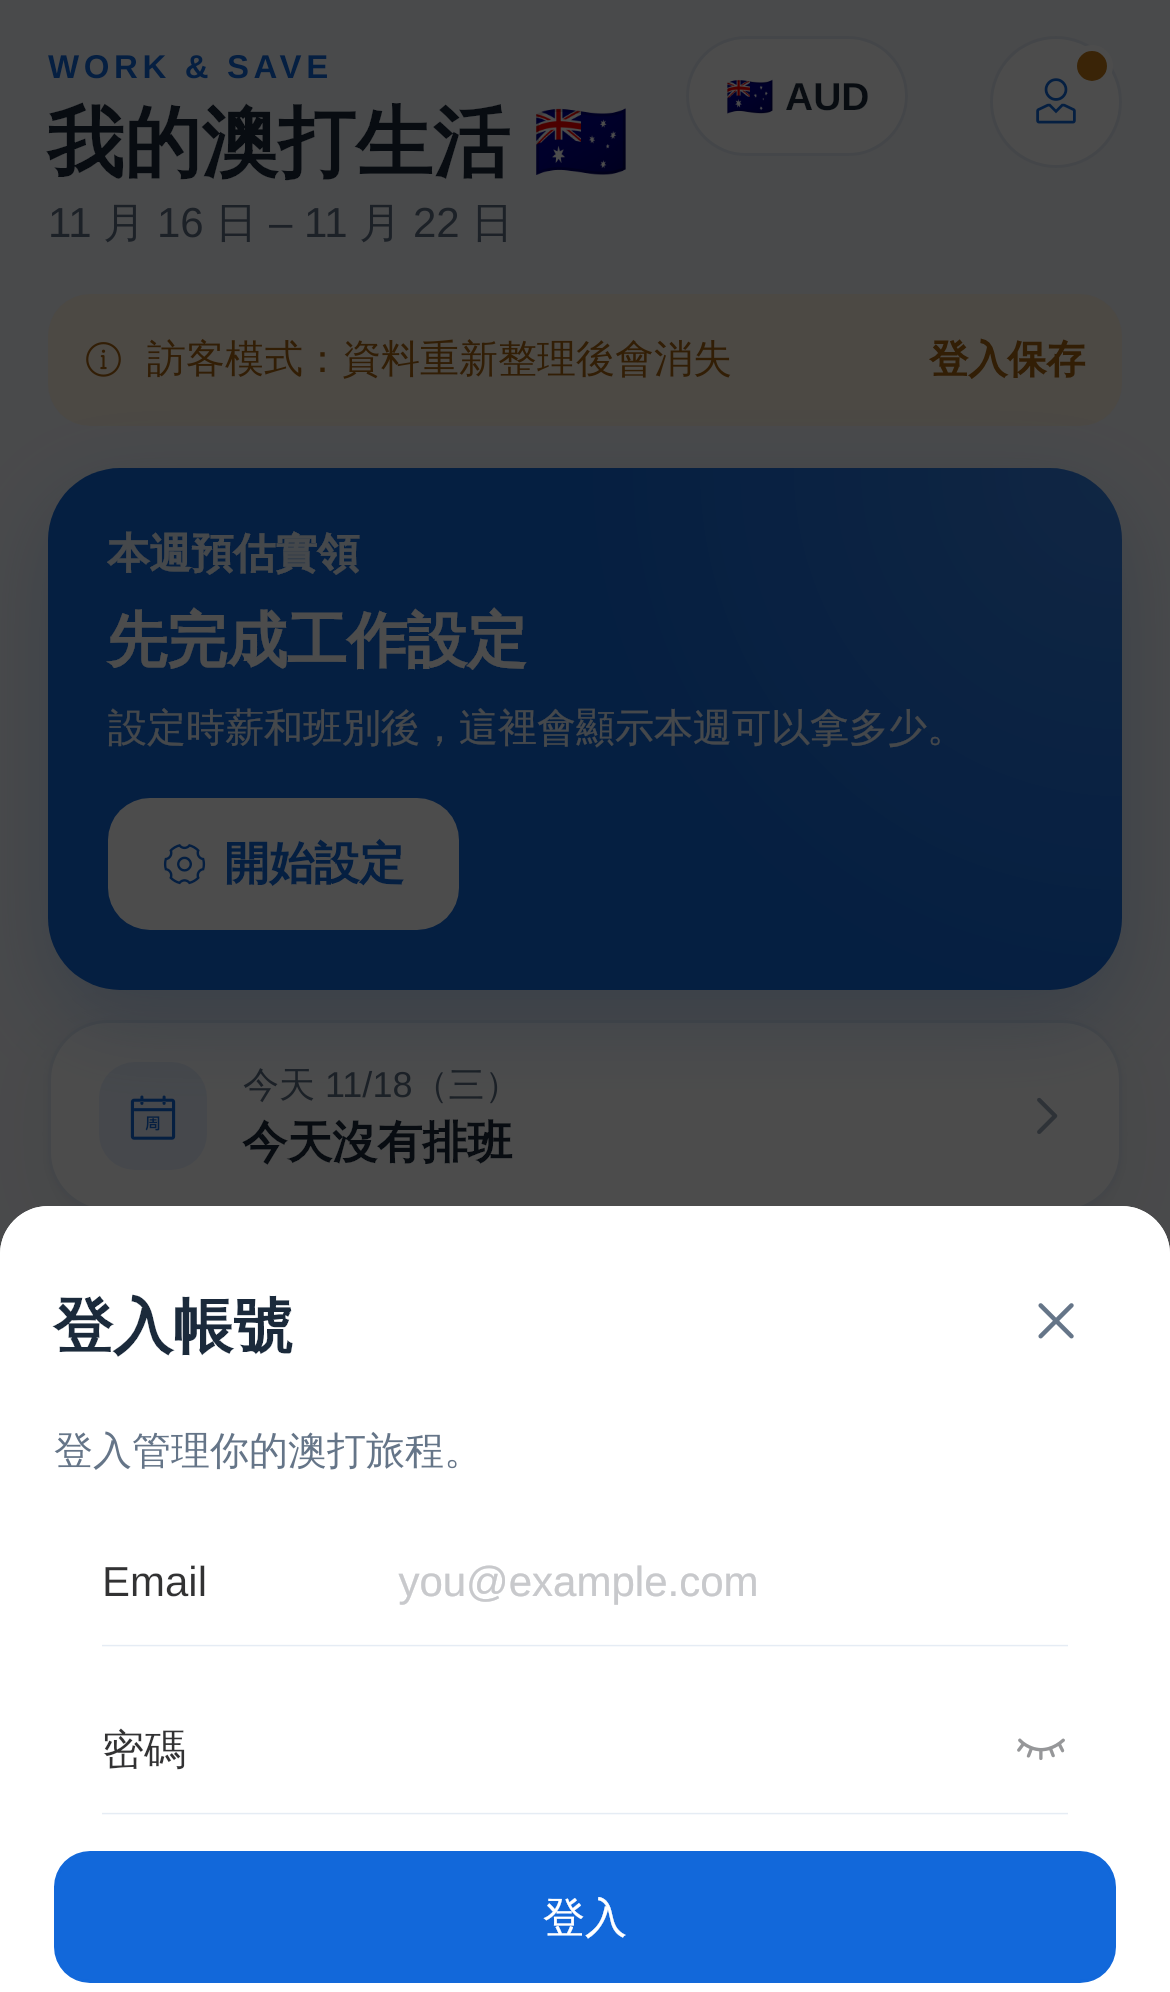 WORK & SAVE
我的澳打生活 🇦🇺
🇦🇺 AUD
11 月 16 日 – 11 月 22 日
訪客模式：資料重新整理後會消失
登入保存
本週預估實領
先完成工作設定
設定時薪和班別後，這裡會顯示本週可以拿多少。
開始設定
周
今天 11/18（三）
今天沒有排班
登入帳號
登入管理你的澳打旅程。
Email you@example.com
密碼
登入